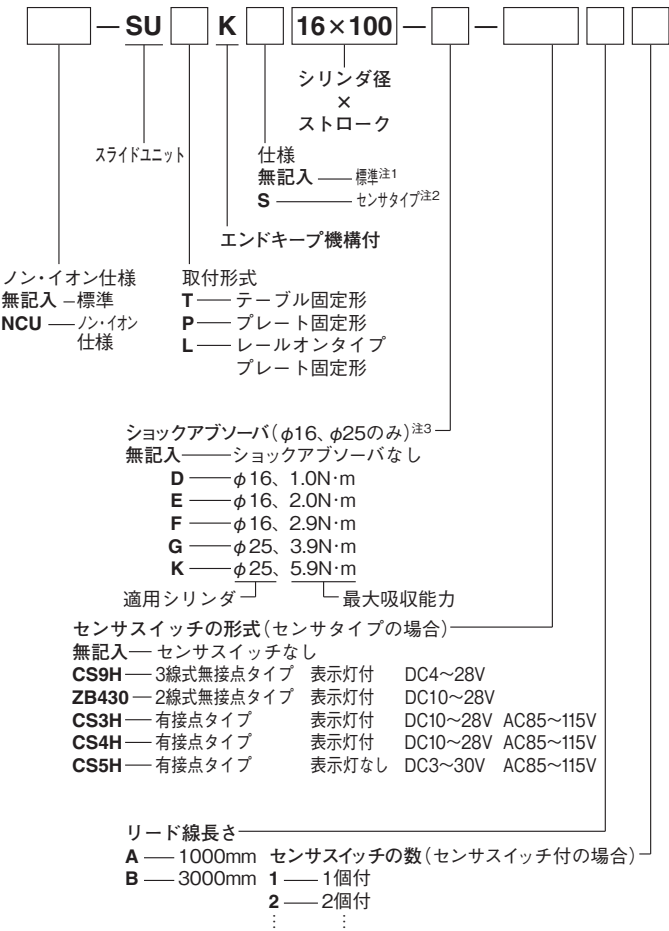 — SU K 16×100 — —
シリンダ径
×
ストローク
スライドユニット
仕様
無記入 —— 標準注1
S —— センサタイプ注2
エンドキープ機構付
ノン・イオン仕様
無記入 –標準
NCU —— ノン・イオン
仕様
取付形式
T —— テーブル固定形
P —— プレート固定形
L —— レールオンタイプ
プレート固定形
ショックアブソーバ(φ16、φ25のみ)注3
無記入——ショックアブソーバなし
D ——φ16、1.0N·m
E ——φ16、2.0N·m
F ——φ16、2.9N·m
G ——φ25、3.9N·m
K ——φ25、5.9N·m
適用シリンダ 最大吸収能力
センサスイッチの形式(センサタイプの場合)
無記入— センサスイッチなし
CS9H—3線式無接点タイプ 表示灯付 DC4〜28V
ZB430—2線式無接点タイプ 表示灯付 DC10〜28V
CS3H—有接点タイプ 表示灯付 DC10〜28V AC85〜115V
CS4H—有接点タイプ 表示灯付 DC10〜28V AC85〜115V
CS5H—有接点タイプ 表示灯なし DC3〜30V AC85〜115V
リード線長さ
A — 1000mm
B — 3000mm
センサスイッチの数(センサスイッチ付の場合)
1 —— 1個付
2 —— 2個付
⋮ ⋮